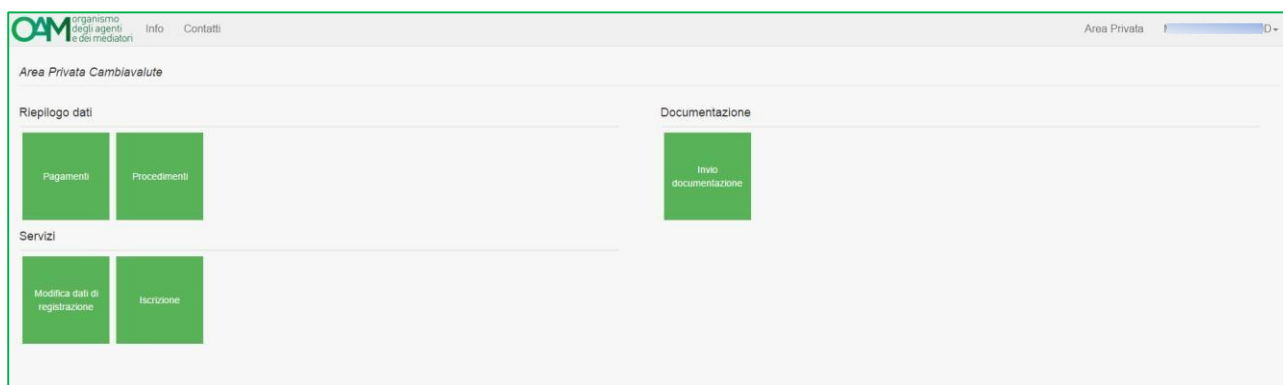 OAM organismo degli agenti e dei mediatori
Info Contatti Area Privata
Area Privata Cambiavalute
Riepilogo dati
Documentazione
Pagamenti
Procedimenti
Invio
documentazione
Servizi
Modifica dati di
registrazione
Iscrizione